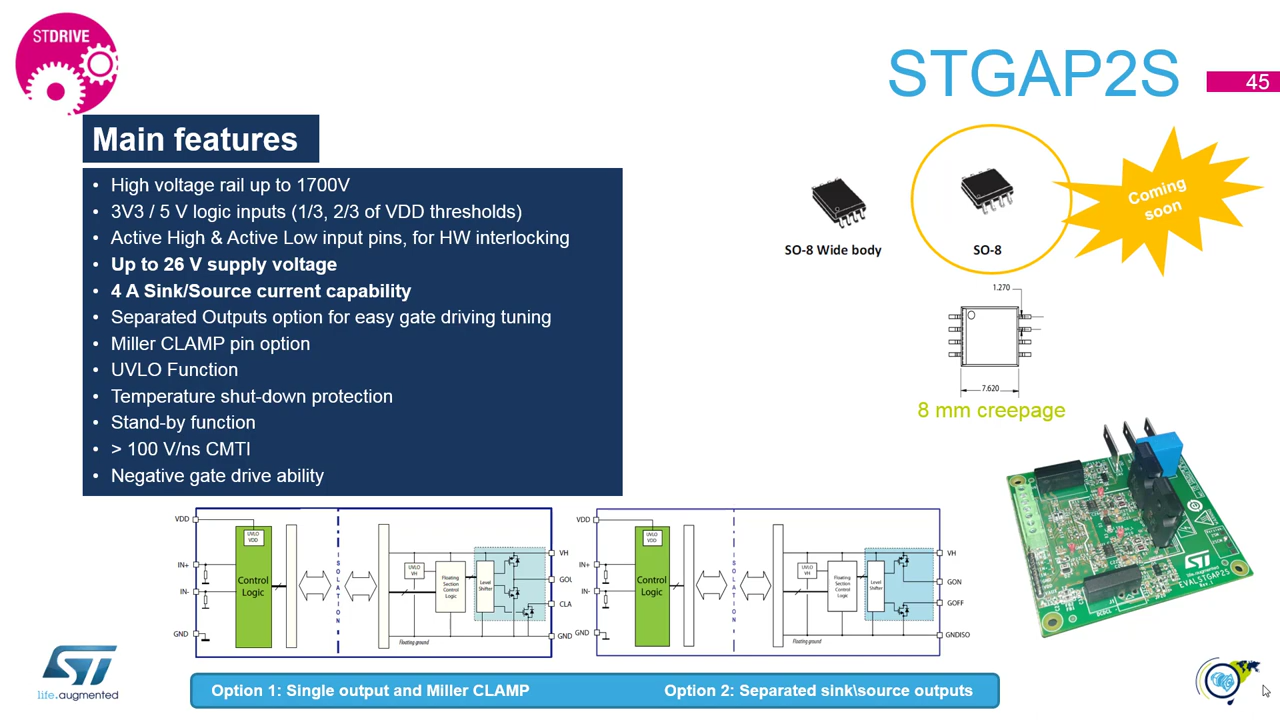 STDRIVE
STGAP2S
45
Main features
• High voltage rail up to 1700V
• 3V3 / 5 V logic inputs (1/3, 2/3 of VDD thresholds)
• Active High & Active Low input pins, for HW interlocking
• Up to 26 V supply voltage
• 4 A Sink/Source current capability
• Separated Outputs option for easy gate driving tuning
• Miller CLAMP pin option
• UVLO Function
• Temperature shut-down protection
• Stand-by function
• > 100 V/ns CMTI
• Negative gate drive ability
SO-8 Wide body
SO-8
Coming
soon
1.270
7.620
8 mm creepage
VDD
IN+
IN-
GND
UVLO
VDD
Control
Logic
UVLO
VH
Floating
Section
Control
Logic
Level
Shifter
Floating ground
VH
CLA
GND
VDD
IN+
IN-
GND
UVLO
VDD
Control
Logic
UVLO
VH
Floating
Section
Control
Logic
Level
Shifter
Floating ground
VH
GON
GOFF
GNDISO
ST
EVALSTGAP2S
ST
life.augmented
Option 1: Single output and Miller CLAMP
Option 2: Separated sink\source outputs